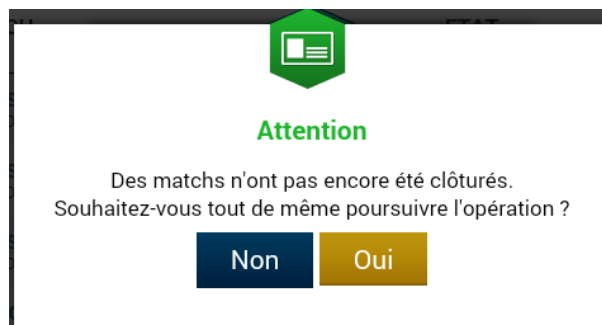 Attention
Des matchs n'ont pas encore été clôturés.
Souhaitez-vous tout de même poursuivre l'opération ?
Non
Oui